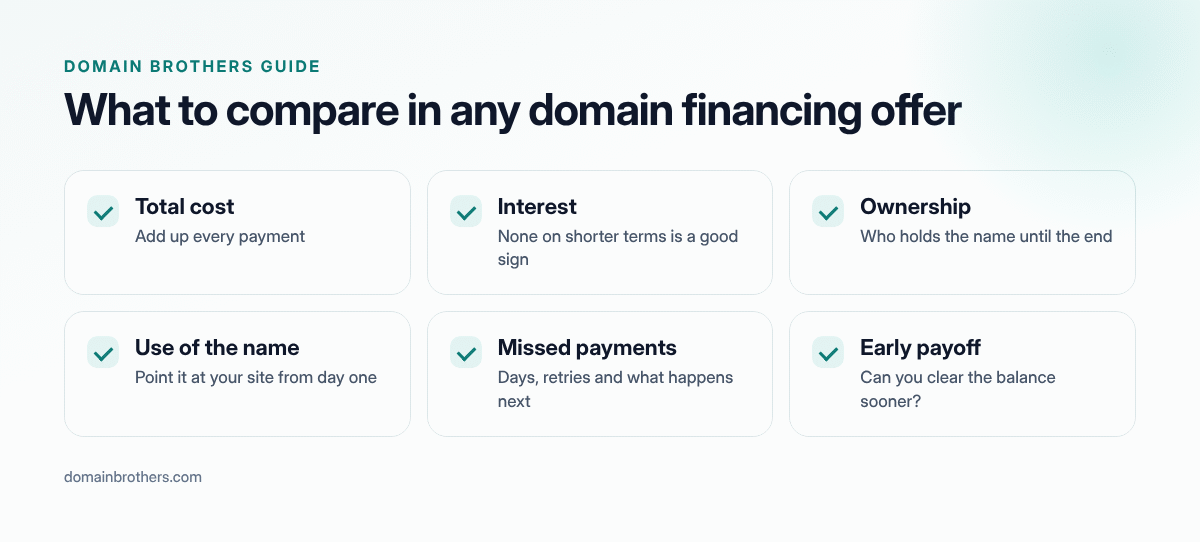 DOMAIN BROTHERS GUIDE
What to compare in any domain financing offer
Total cost
Add up every payment
Interest
None on shorter terms is a good
sign
Ownership
Who holds the name until the end
Use of the name
Point it at your site from day one
Missed payments
Days, retries and what happens
next
Early payoff
Can you clear the balance
sooner?
domainbrothers.com